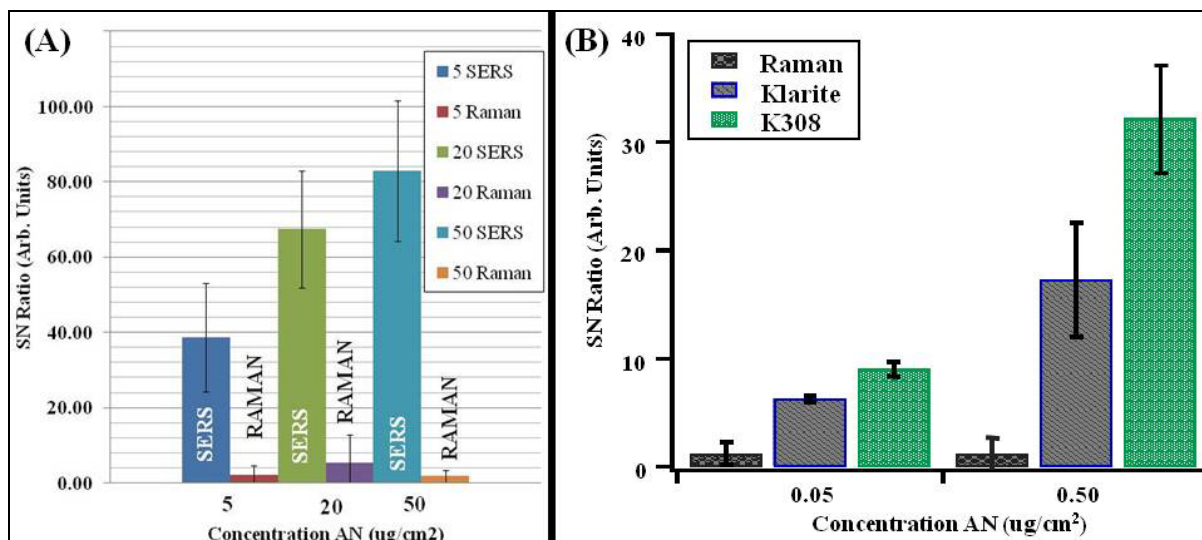 (A)
SN Ratio (Arb. Units)
100.00
80.00
60.00
40.00
20.00
0.00
5 SERS
5 Raman
20 SERS
20 Raman
50 SERS
50 Raman
SERS
RAMAN
SERS
RAMAN
SERS
RAMAN
5
20
50
Concentration AN (ug/cm2)
(B)
SN Ratio (Arb. Units)
40
30
20
10
0
Raman
Klarite
K308
0.05
0.50
Concentration AN (ug/cm²)